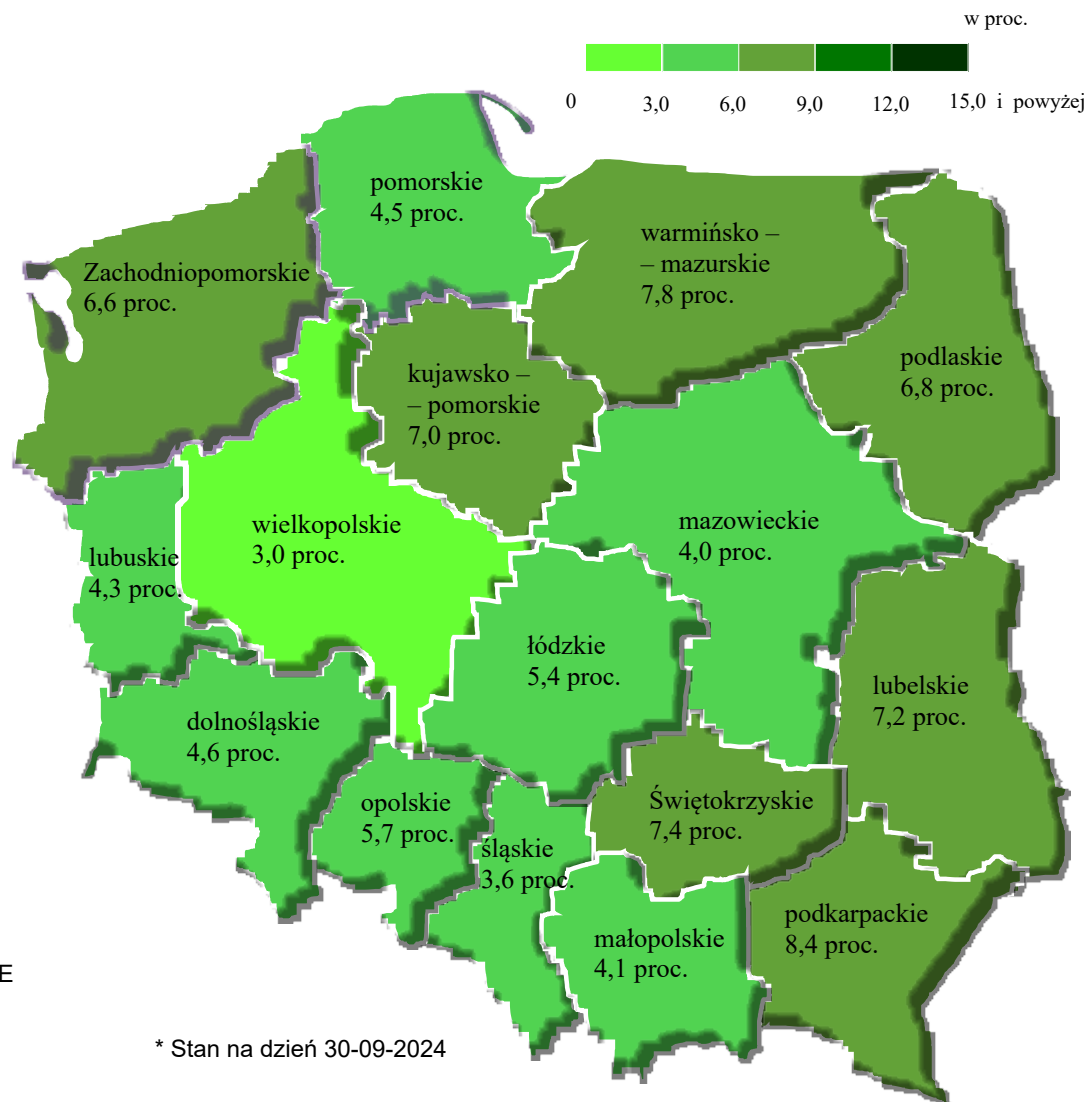 w proc.
0 3,0 6,0 9,0 12,0 15,0 i powyżej
pomorskie
4,5 proc.
warmińsko –
– mazurskie
7,8 proc.
Zachodniopomorskie
6,6 proc.
podlaskie
6,8 proc.
kujawsko –
– pomorskie
7,0 proc.
wielkopolskie
3,0 proc.
mazowieckie
4,0 proc.
lubuskie
4,3 proc.
łódzkie
5,4 proc.
lubelskie
7,2 proc.
dolnośląskie
4,6 proc.
opolskie
5,7 proc.
Świętokrzyskie
7,4 proc.
śląskie
3,6 proc.
podkarpackie
8,4 proc.
małopolskie
4,1 proc.
E
* Stan na dzień 30-09-2024